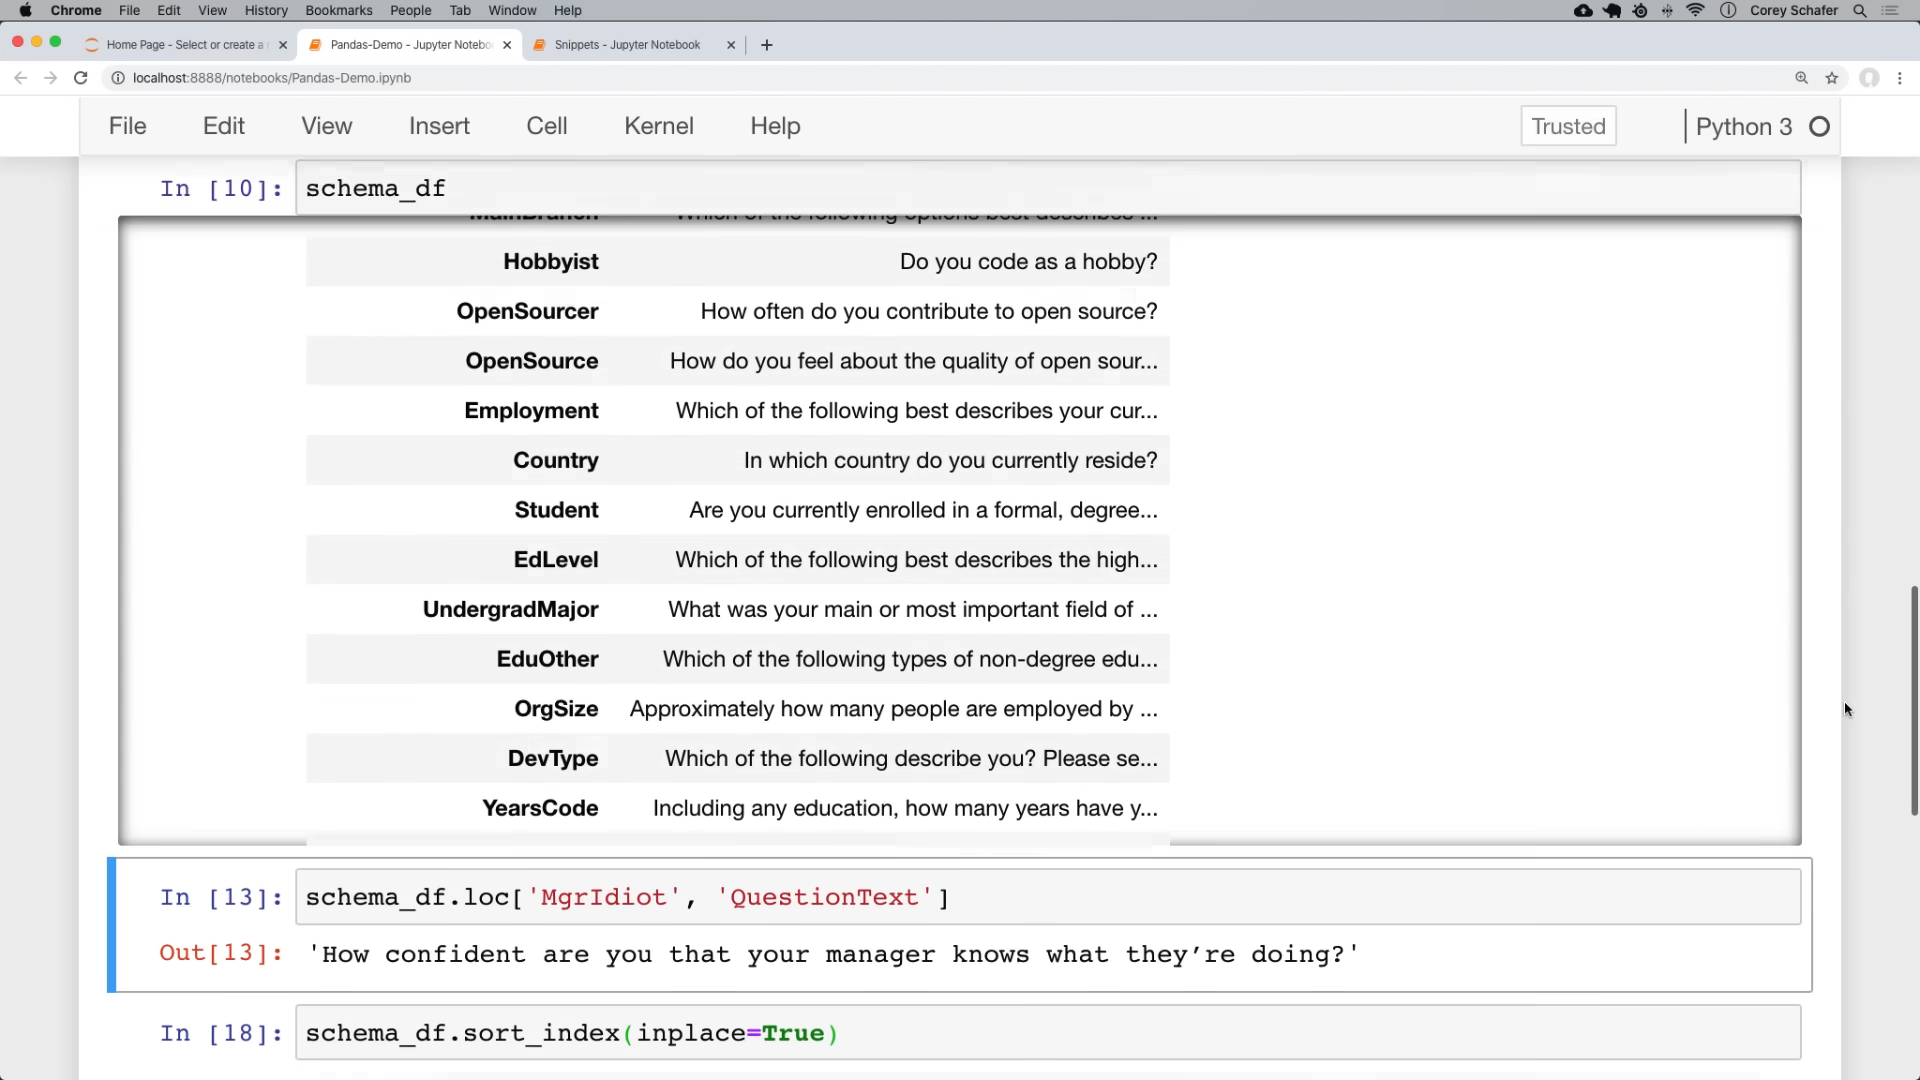 Chrome File Edit View History Bookmarks People Tab Window Help Corey Schafer
Home Page - Select or create a Pandas-Demo - Jupyter Notebo Snippets - Jupyter Notebook
localhost:8888/notebooks/Pandas-Demo.ipynb
File Edit View Insert Cell Kernel Help Trusted Python 3
In [10]: schema_df
MainBranch Which of the following options best describes ...
Hobbyist Do you code as a hobby?
OpenSourcer How often do you contribute to open source?
OpenSource How do you feel about the quality of open sour...
Employment Which of the following best describes your cur...
Country In which country do you currently reside?
Student Are you currently enrolled in a formal, degree...
EdLevel Which of the following best describes the high...
UndergradMajor What was your main or most important field of ...
EduOther Which of the following types of non-degree edu...
OrgSize Approximately how many people are employed by ...
DevType Which of the following describe you? Please se...
YearsCode Including any education, how many years have y...
In [13]: schema_df.loc['MgrIdiot', 'QuestionText']
Out[13]: 'How confident are you that your manager knows what they’re doing?'
In [18]: schema_df.sort_index(inplace=True)